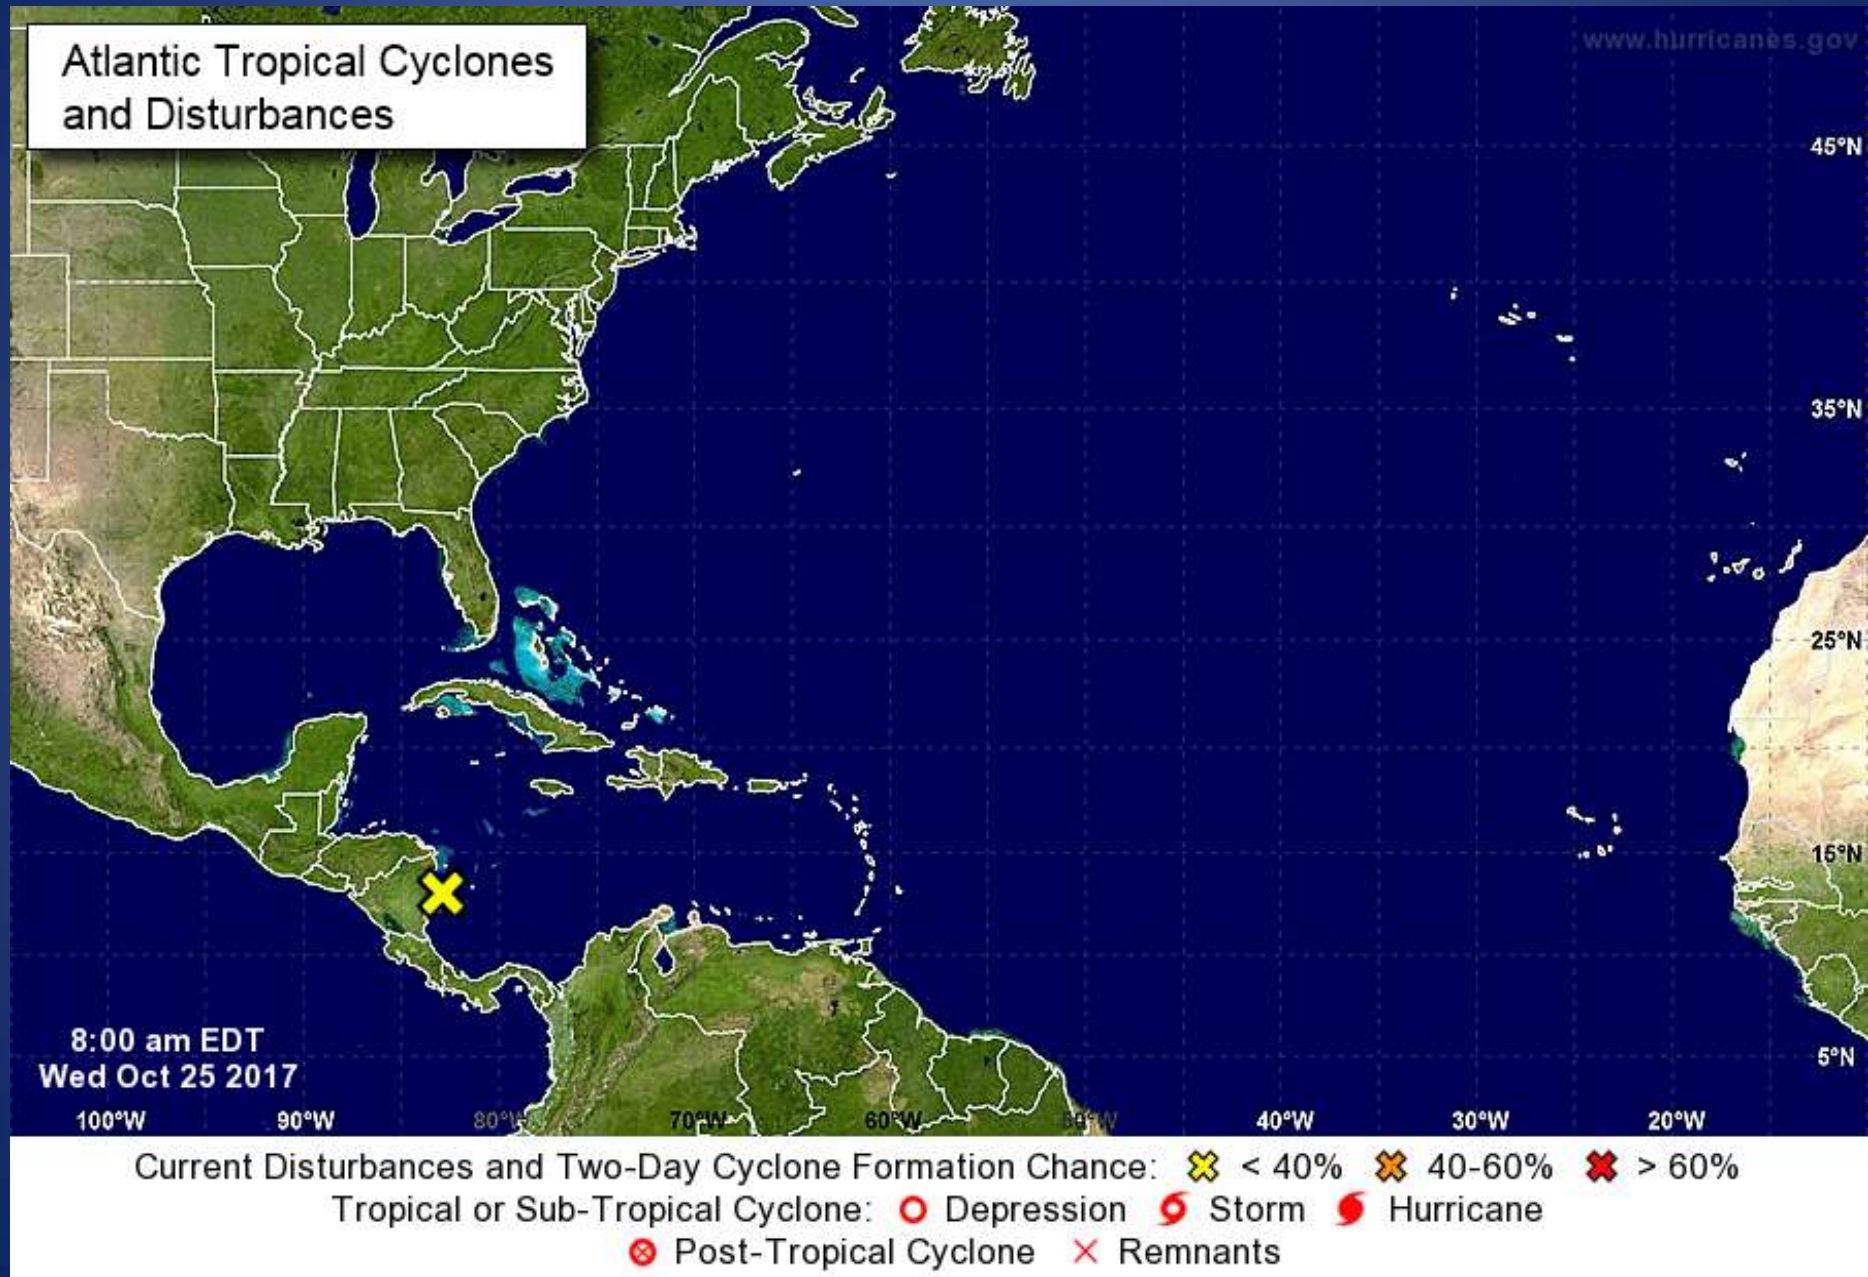 Atlantic Tropical Cyclones
and Disturbances
www.hurricanes.gov
45°N
35°N
25°N
15°N
5°N
8:00 am EDT
Wed Oct 25 2017
100°W 90°W 80°W 70°W 60°W 50°W 40°W 30°W 20°W
Current Disturbances and Two-Day Cyclone Formation Chance: < 40% 40-60% > 60%
Tropical or Sub-Tropical Cyclone: Depression Storm Hurricane
Post-Tropical Cyclone Remnants